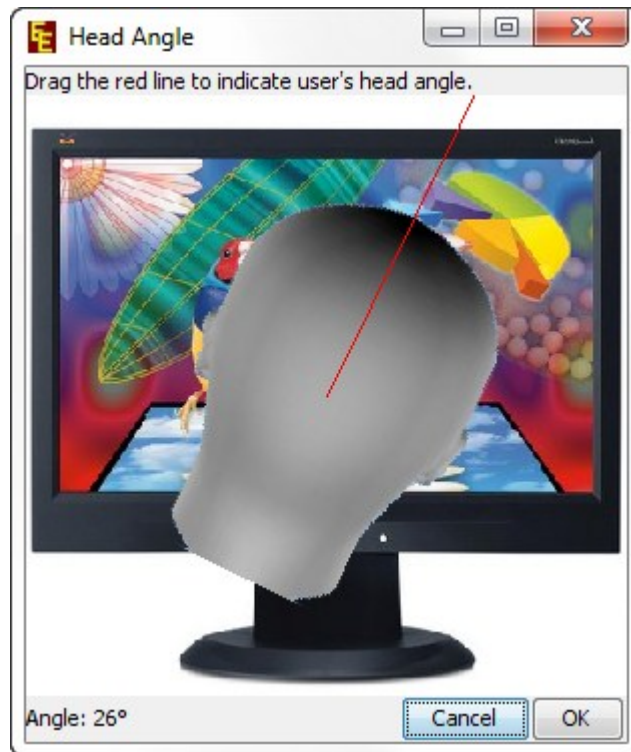 Head Angle
Drag the red line to indicate user's head angle.
Angle: 26°
Cancel
OK